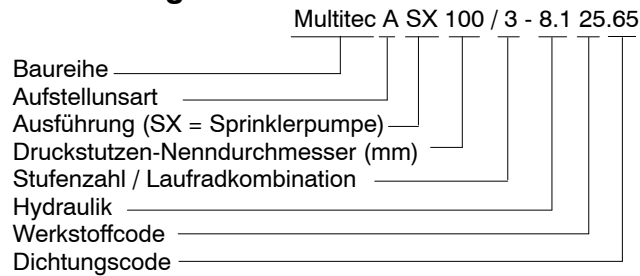 Multitec A SX 100 / 3 - 8.1 25.65
Baureihe
Aufstellunsart
Ausführung (SX = Sprinklerpumpe)
Druckstutzen-Nenndurchmesser (mm)
Stufenzahl / Laufradkombination
Hydraulik
Werkstoffcode
Dichtungscode